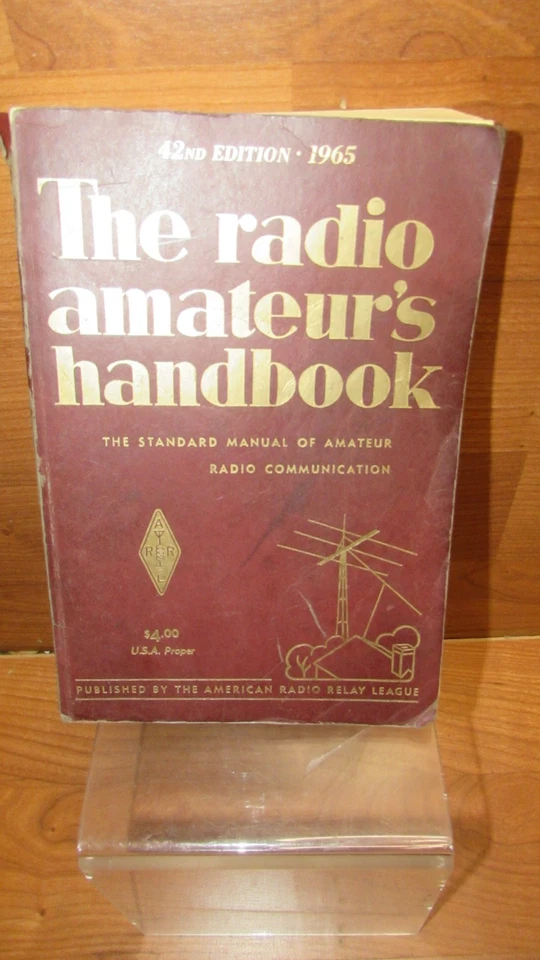 42ND EDITION · 1965
The radio
amateur's
handbook
THE STANDARD MANUAL OF AMATEUR
RADIO COMMUNICATION
A
R R
L
$4.00
U.S.A. Proper
PUBLISHED BY THE AMERICAN RADIO RELAY LEAGUE